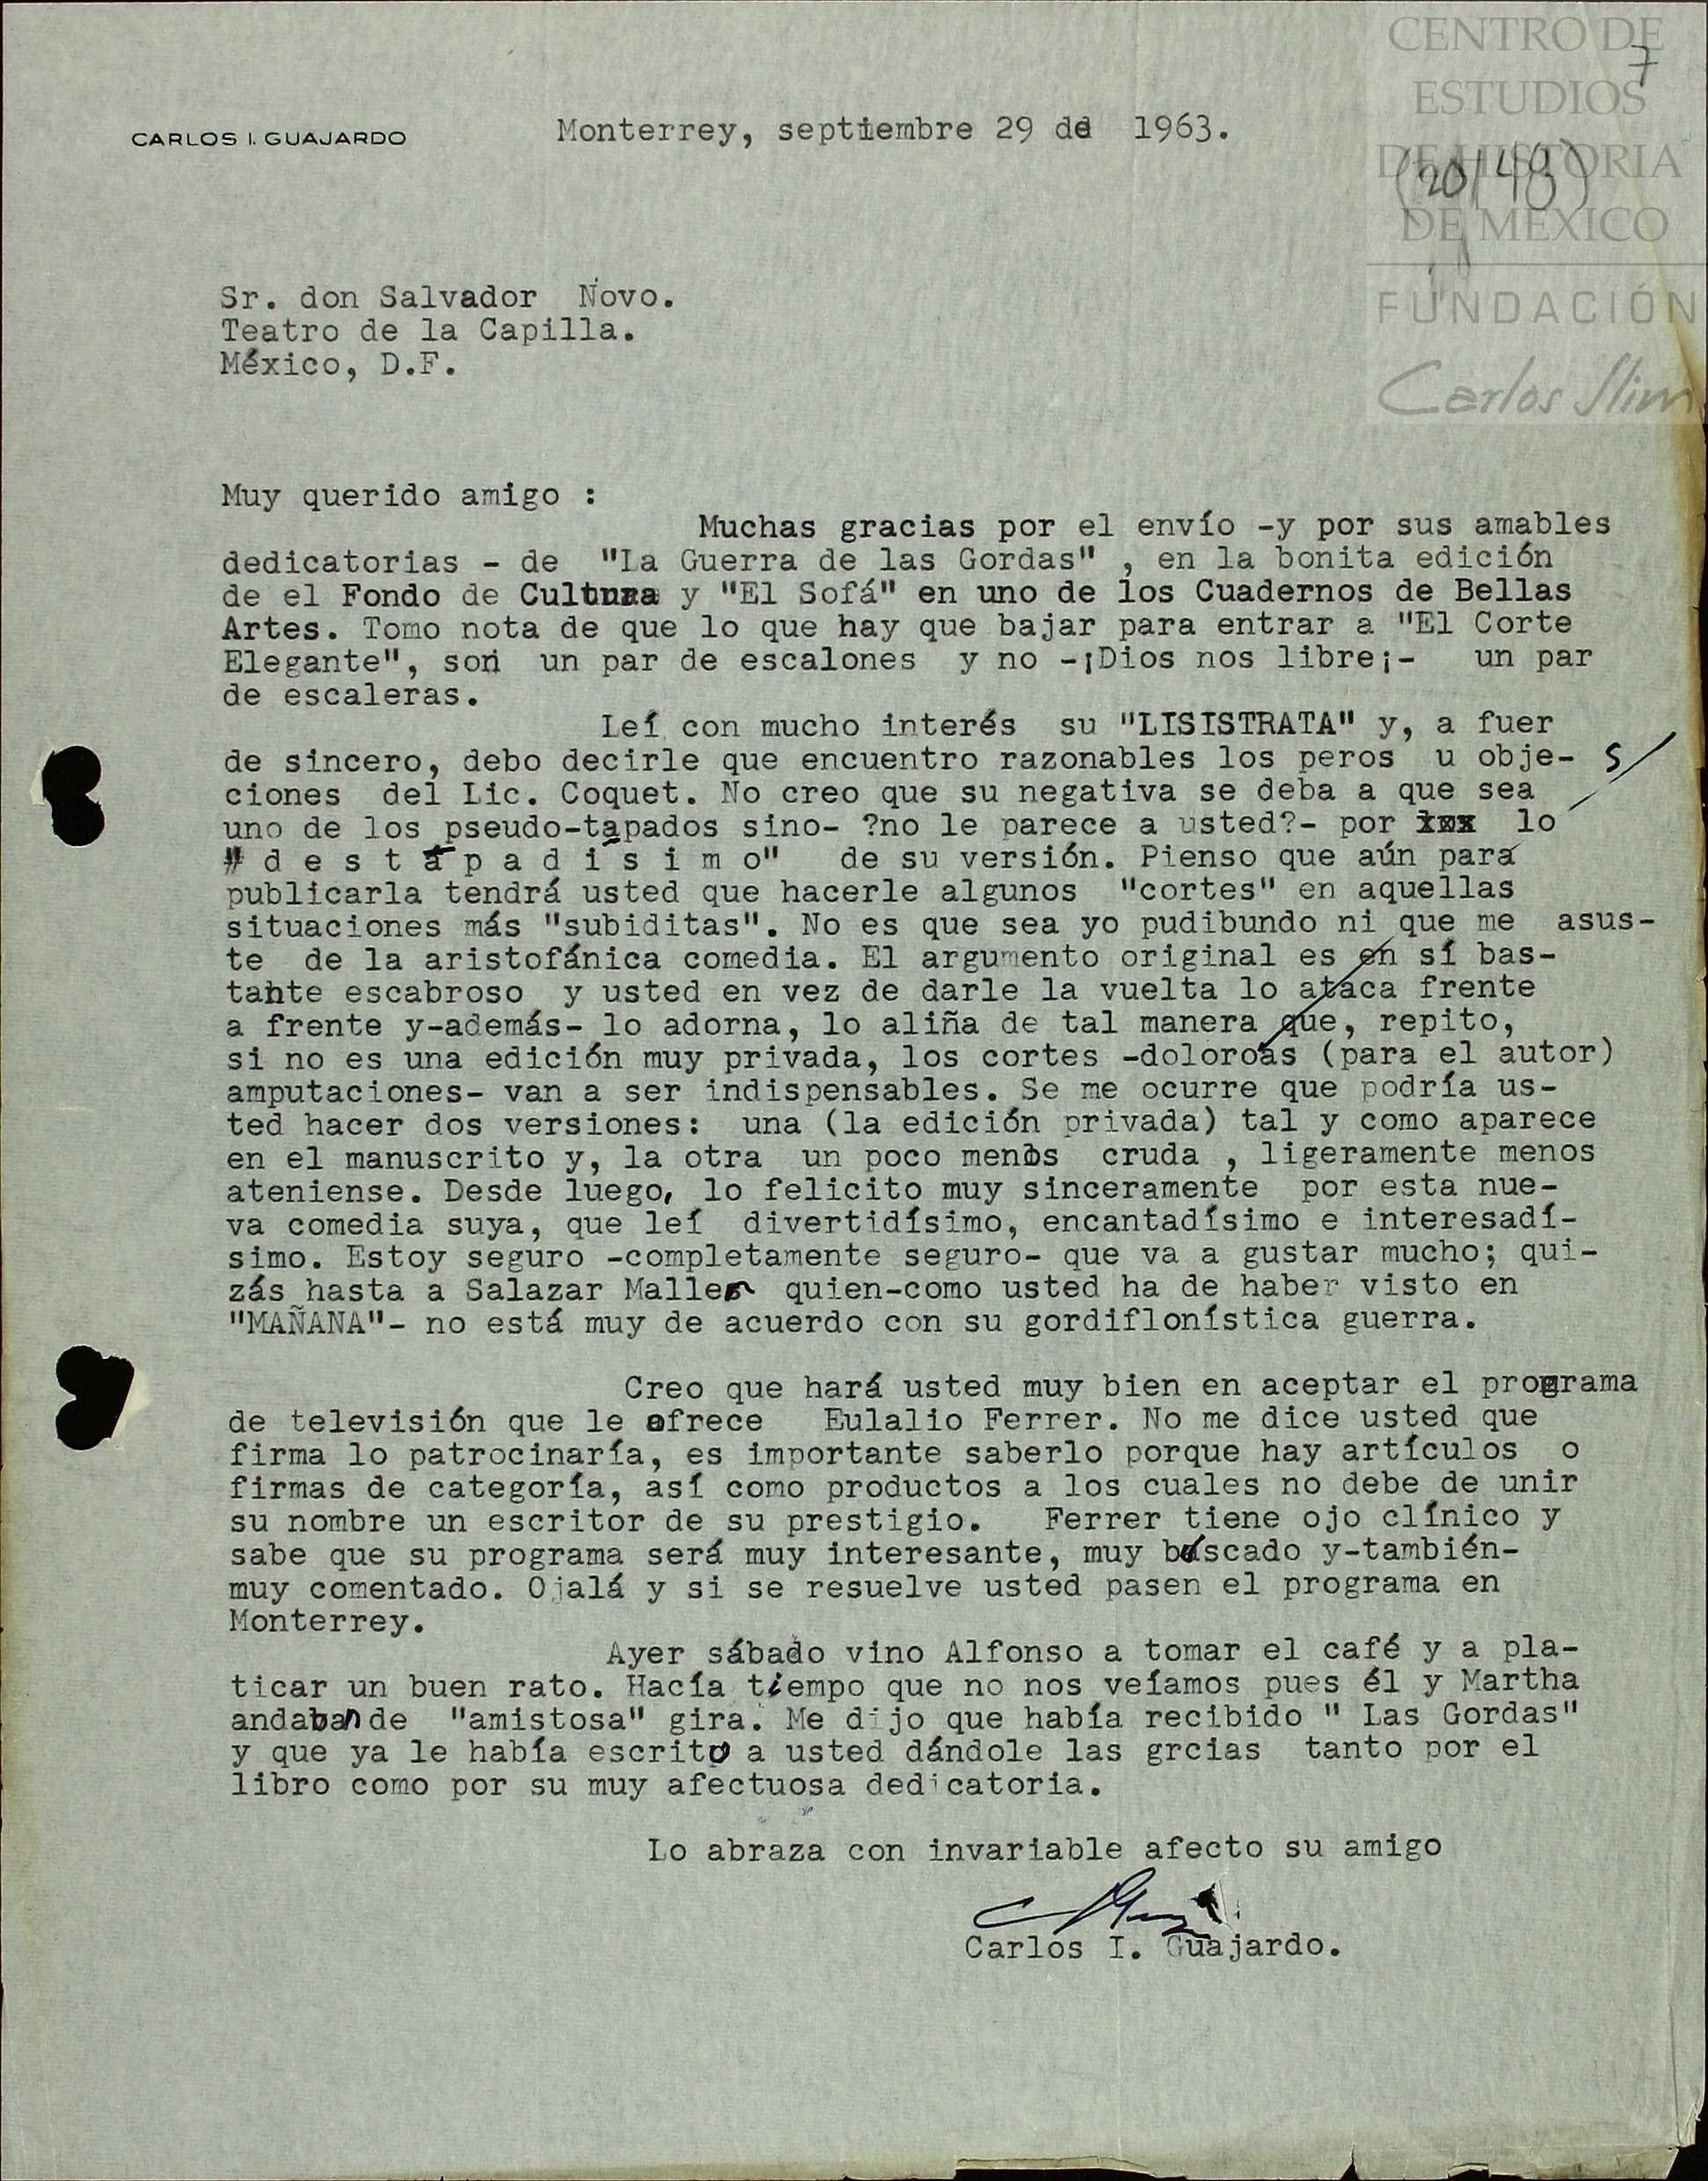 CENTRO DE
7
ESTUDIOS
DE HISTORIA
(20/48)
DE MÉXICO
FUNDACIÓN
Carlos Slim
CARLOS I. GUAJARDO
Monterrey, septiembre 29 de 1963.
Sr. don Salvador Novo.
Teatro de la Capilla.
México, D.F.
Muy querido amigo :
Muchas gracias por el envío -y por sus amables
dedicatorias - de "La Guerra de las Gordas" , en la bonita edición
de el Fondo de Cultura y "El Sofá" en uno de los Cuadernos de Bellas
Artes. Tomo nota de que lo que hay que bajar para entrar a "El Corte
Elegante", son un par de escalones y no -¡Dios nos libre¡- un par
de escaleras.
Leí con mucho interés su "LISISTRATA" y, a fuer
de sincero, debo decirle que encuentro razonables los peros u obje- s/
ciones del Lic. Coquet. No creo que su negativa se deba a que sea
uno de los pseudo-tapados sino- ?no le parece a usted?- por xxx lo
" d e s t a p a d í s i m o" de su versión. Pienso que aún para
publicarla tendrá usted que hacerle algunos "cortes" en aquellas
situaciones más "subiditas". No es que sea yo pudibundo ni que me asus-
te de la aristofánica comedia. El argumento original es en sí bas-
tante escabroso y usted en vez de darle la vuelta lo ataca frente
a frente y-además- lo adorna, lo aliña de tal manera que, repito,
si no es una edición muy privada, los cortes -doloroas (para el autor)
amputaciones- van a ser indispensables. Se me ocurre que podría us-
ted hacer dos versiones: una (la edición privada) tal y como aparece
en el manuscrito y, la otra un poco menos cruda , ligeramente menos
ateniense. Desde luego, lo felicito muy sinceramente por esta nue-
va comedia suya, que leí divertidísimo, encantadísimo e interesadí-
simo. Estoy seguro -completamente seguro- que va a gustar mucho; qui-
zás hasta a Salazar Mallen quien-como usted ha de haber visto en
"MAÑANA"- no está muy de acuerdo con su gordiflonística guerra.
Creo que hará usted muy bien en aceptar el programa
de televisión que le ofrece Eulalio Ferrer. No me dice usted que
firma lo patrocinaría, es importante saberlo porque hay artículos o
firmas de categoría, así como productos a los cuales no debe de unir
su nombre un escritor de su prestigio. Ferrer tiene ojo clínico y
sabe que su programa será muy interesante, muy buscado y-también-
muy comentado. Ojalá y si se resuelve usted pasen el programa en
Monterrey.
Ayer sábado vino Alfonso a tomar el café y a pla-
ticar un buen rato. Hacía tiempo que no nos veíamos pues él y Martha
andaban de "amistosa" gira. Me dijo que había recibido " Las Gordas"
y que ya le había escrito a usted dándole las grcias tanto por el
libro como por su muy afectuosa dedicatoria.
Lo abraza con invariable afecto su amigo
Carlos I. Guajardo.